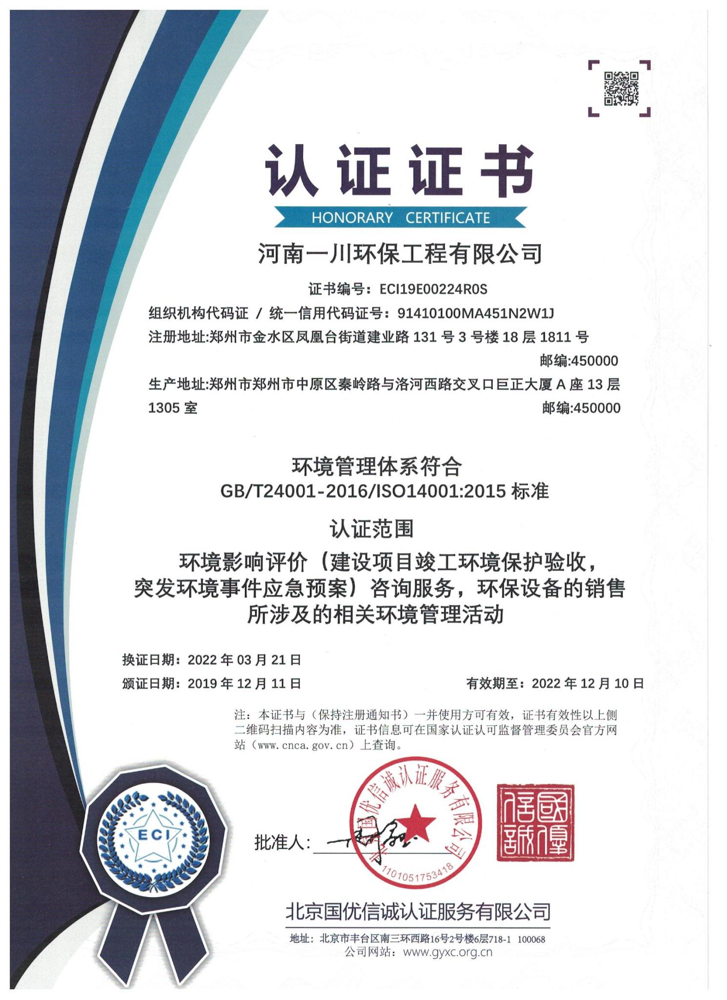 认证证书
HONORARY CERTIFICATE
河南一川环保工程有限公司
证书编号：ECI19E00224R0S
组织机构代码证 / 统一信用代码证号：91410100MA451N2W1J
注册地址:郑州市金水区凤凰台街道建业路 131 号 3 号楼 18 层 1811 号
邮编:450000
生产地址:郑州市郑州市中原区秦岭路与洛河西路交叉口巨正大厦 A 座 13 层
1305 室 邮编:450000
环境管理体系符合
GB/T24001-2016/ISO14001:2015 标准
认证范围
环境影响评价（建设项目竣工环境保护验收，
突发环境事件应急预案）咨询服务，环保设备的销售
所涉及的相关环境管理活动
换证日期：2022 年 03 月 21 日
颁证日期：2019 年 12 月 11 日 有效期至：2022 年 12 月 10 日
注：本证书与（保持注册通知书）一并使用方可有效，证书有效性以上侧
二维码扫描内容为准，证书信息可在国家认证认可监督管理委员会官方网
站（www.cnca.gov.cn）上查询。
ECI
批准人：
北京国优信诚认证服务有限公司
1101051753418
國優
信誠
北京国优信诚认证服务有限公司
地址：北京市丰台区南三环西路16号2号楼6层718-1 100068
公司网站：www.gyxc.org.cn